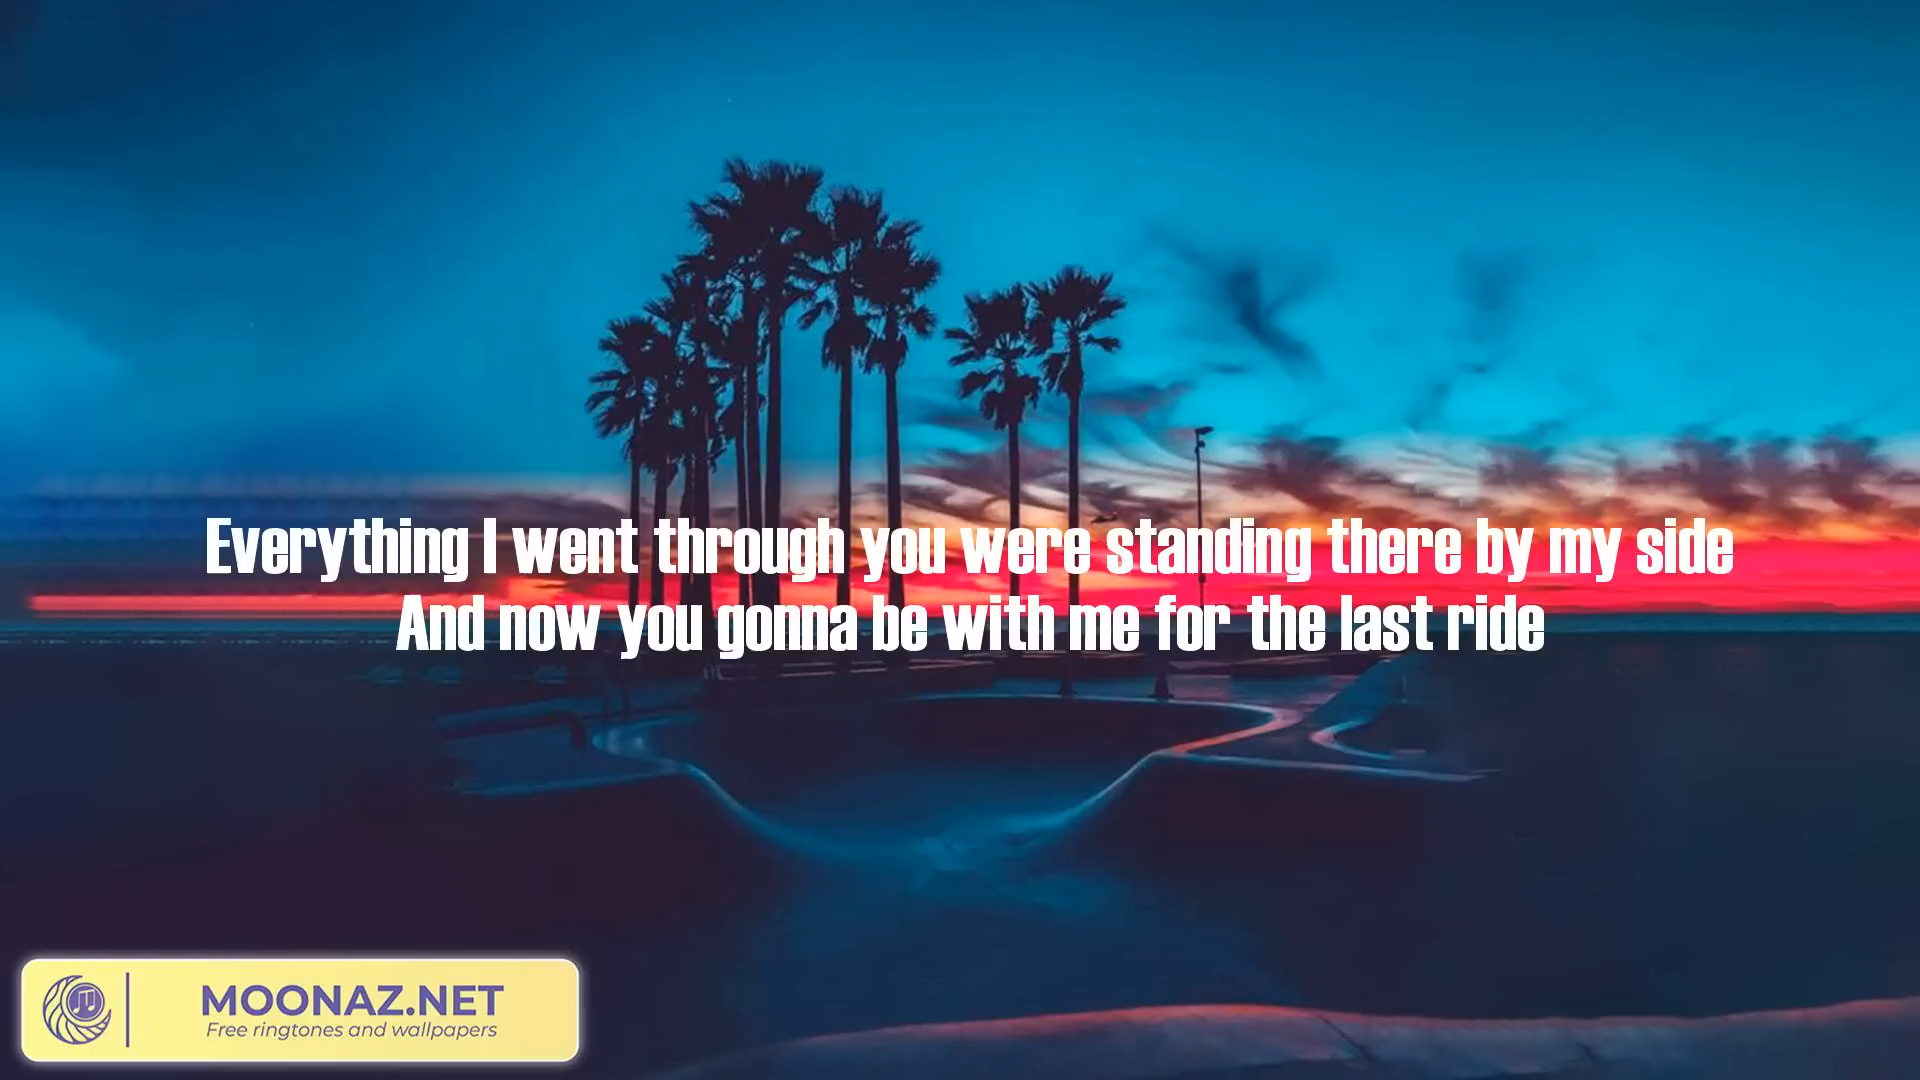 Everything I went through you were standing there by my side
And now you gonna be with me for the last ride
MOONAZ.NET
Free ringtones and wallpapers